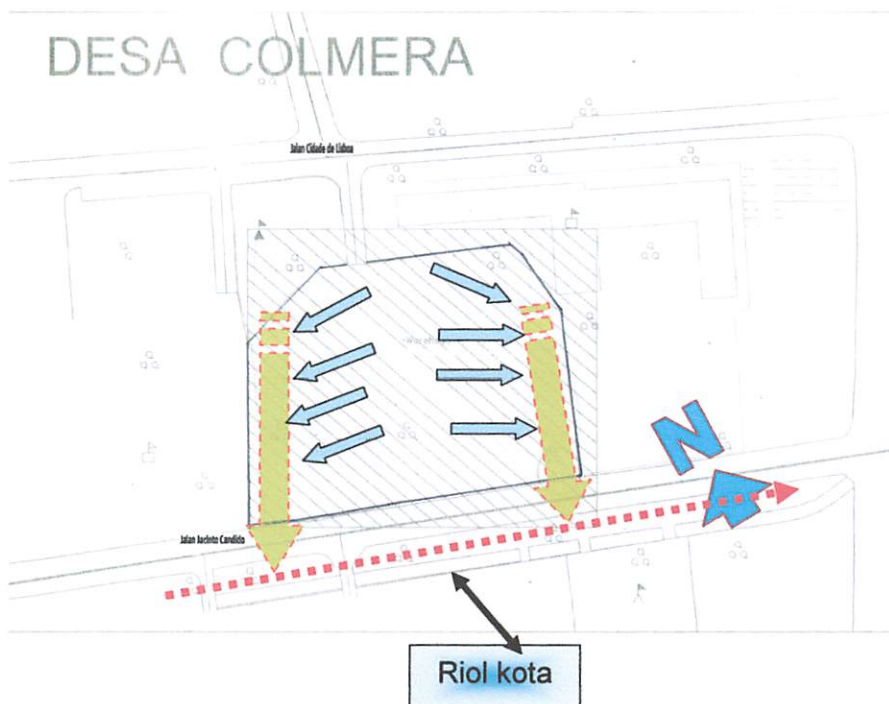 DESA COLMERA
Jalan Cidade de Lisboa
Jalan Jacinto Candido
N
Riol kota